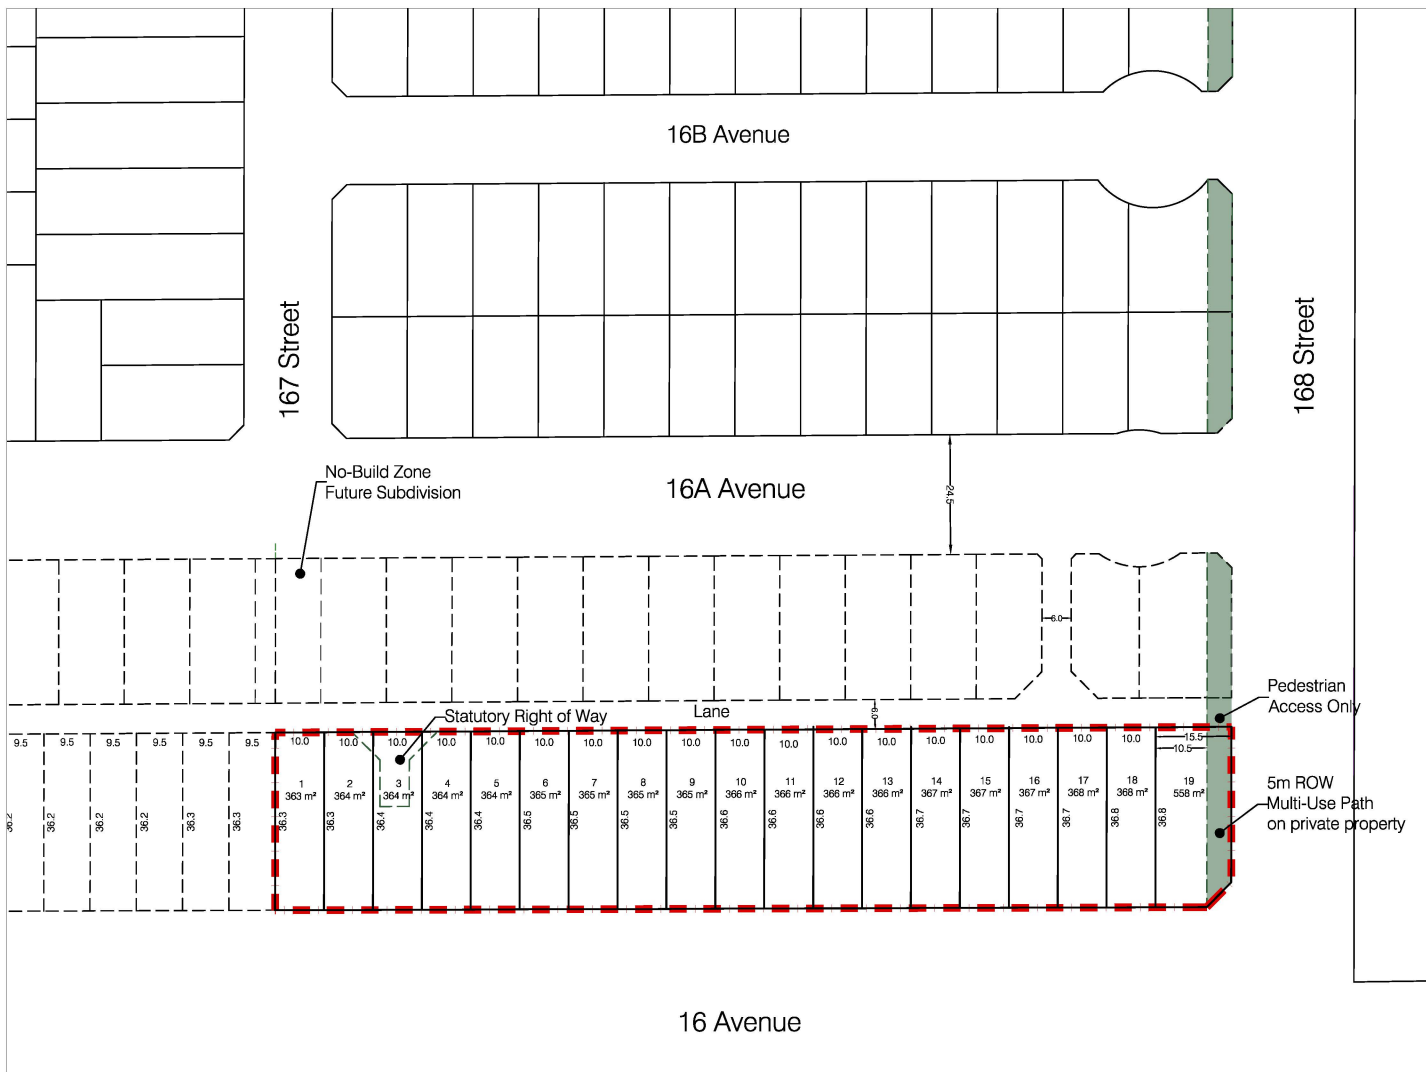 16B Avenue
167 Street
168 Street
No-Build Zone
Future Subdivision
16A Avenue
24.5
6.0
Pedestrian
Access Only
Statutory Right of Way
Lane
6.0
9.5 9.5 9.5 9.5 9.5 9.5
10.0 10.0 10.0 10.0 10.0 10.0 10.0 10.0 10.0 10.0 10.0 10.0 10.0 10.0 10.0 10.0 10.0 10.0 15.5
10.5
1 2 3 4 5 6 7 8 9 10 11 12 13 14 15 16 17 18 19
363 m² 364 m² 364 m² 364 m² 364 m² 365 m² 365 m² 365 m² 365 m² 366 m² 366 m² 366 m² 366 m² 367 m² 367 m² 367 m² 368 m² 368 m² 558 m²
5m ROW
Multi-Use Path
on private property
36.2 36.2 36.2 36.2 36.3 36.3 36.3 36.3 36.4 36.4 36.4 36.5 36.5 36.5 36.5 36.6 36.6 36.6 36.6 36.7 36.7 36.7 36.7 36.8 36.8
16 Avenue